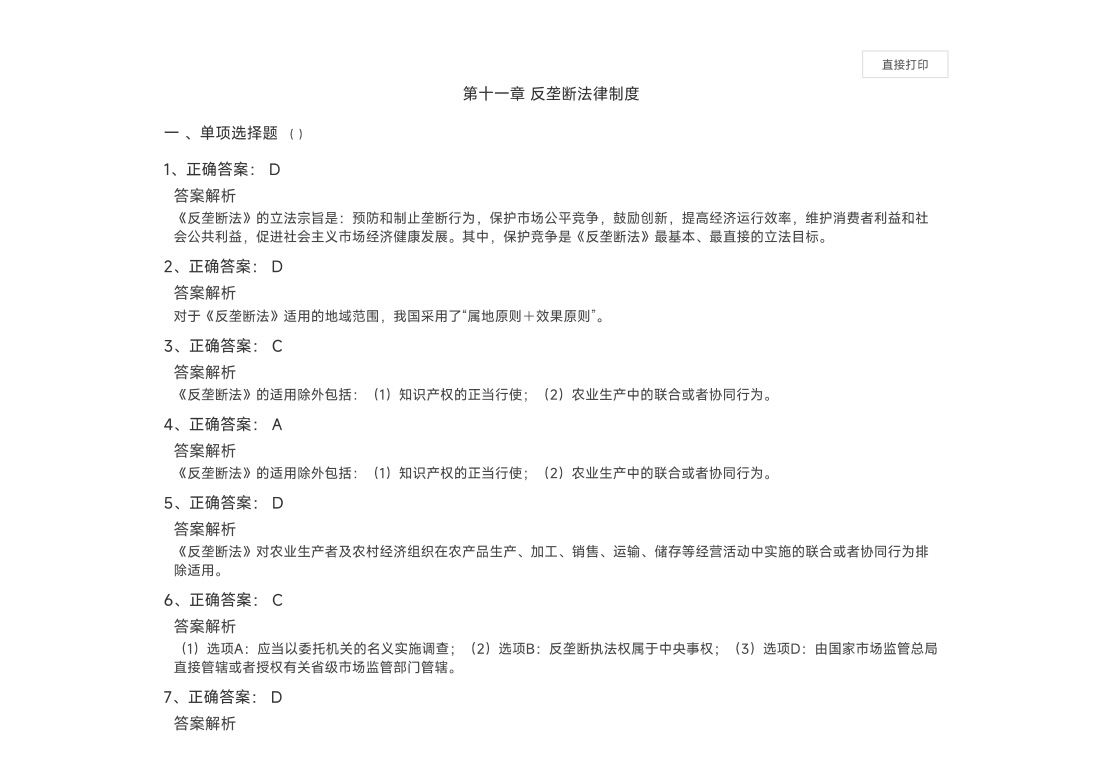 直接打印
第十一章 反垄断法律制度
一 、单项选择题 （ ）
1、正确答案： D
答案解析
《反垄断法》的立法宗旨是：预防和制止垄断行为，保护市场公平竞争，鼓励创新，提高经济运行效率，维护消费者利益和社
会公共利益，促进社会主义市场经济健康发展。其中，保护竞争是《反垄断法》最基本、最直接的立法目标。
2、正确答案： D
答案解析
对于《反垄断法》适用的地域范围，我国采用了“属地原则＋效果原则”。
3、正确答案： C
答案解析
《反垄断法》的适用除外包括：（1）知识产权的正当行使；（2）农业生产中的联合或者协同行为。
4、正确答案： A
答案解析
《反垄断法》的适用除外包括：（1）知识产权的正当行使；（2）农业生产中的联合或者协同行为。
5、正确答案： D
答案解析
《反垄断法》对农业生产者及农村经济组织在农产品生产、加工、销售、运输、储存等经营活动中实施的联合或者协同行为排
除适用。
6、正确答案： C
答案解析
（1）选项A：应当以委托机关的名义实施调查；（2）选项B：反垄断执法权属于中央事权；（3）选项D：由国家市场监管总局
直接管辖或者授权有关省级市场监管部门管辖。
7、正确答案： D
答案解析